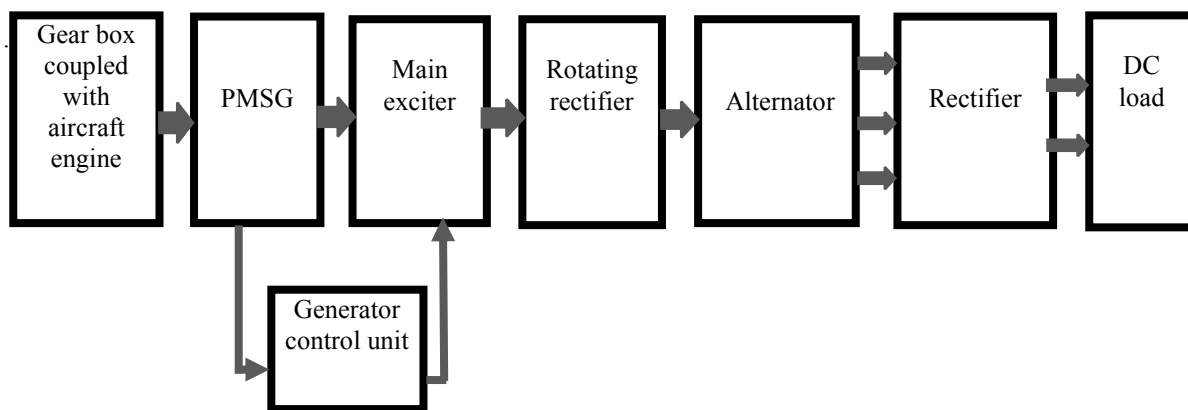 Gear box
coupled
with
aircraft
engine
PMSG
Main
exciter
Rotating
rectifier
Alternator
Rectifier
DC
load
Generator
control unit